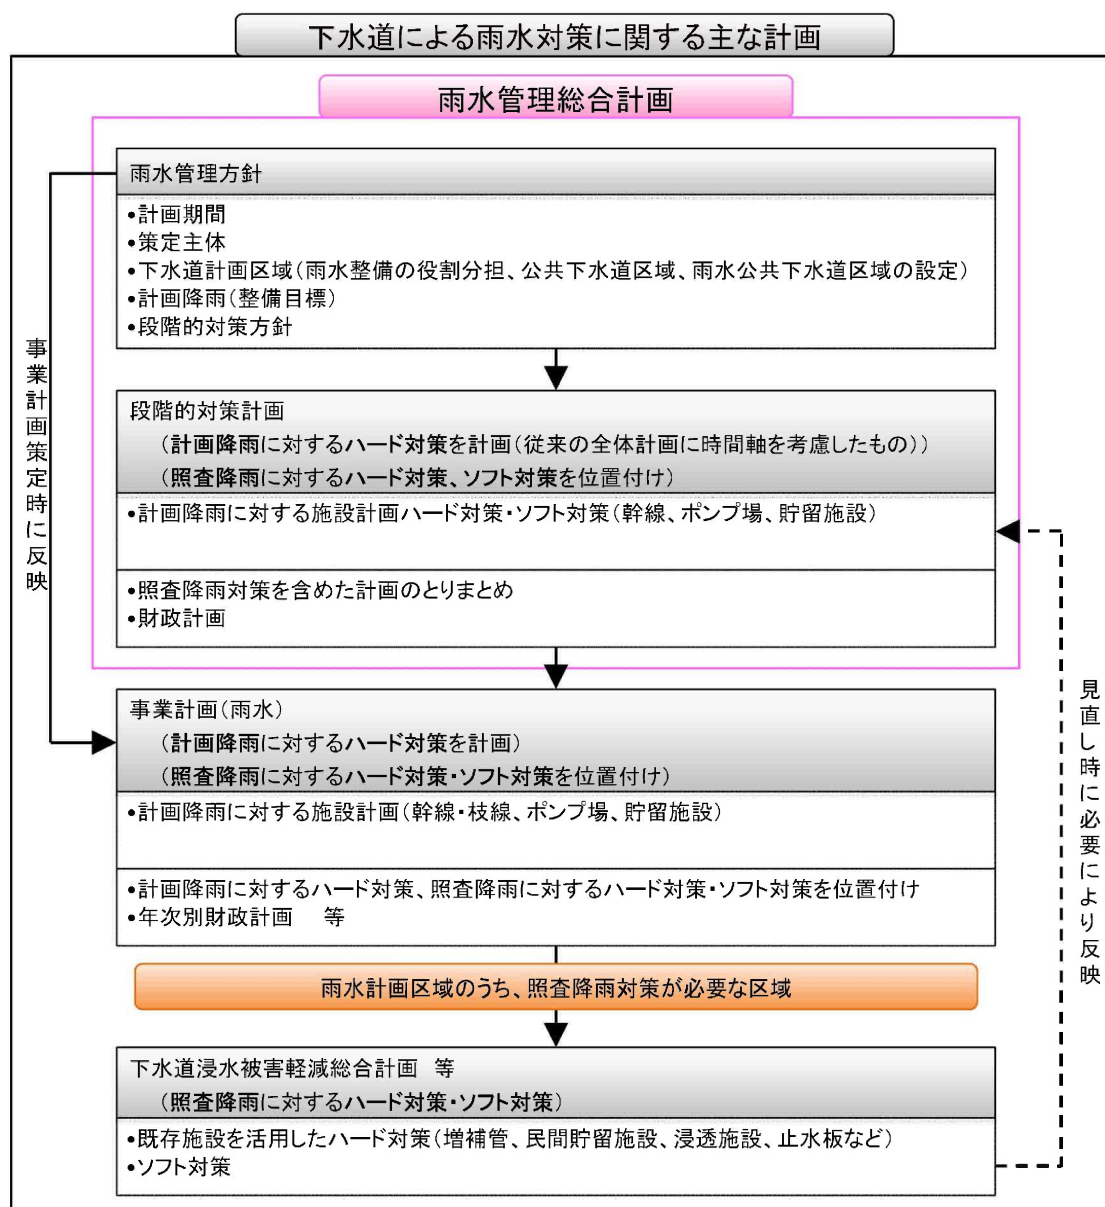 下水道による雨水対策に関する主な計画
雨水管理総合計画
雨水管理方針
•計画期間
•策定主体
•下水道計画区域(雨水整備の役割分担、公共下水道区域、雨水公共下水道区域の設定)
•計画降雨(整備目標)
•段階的対策方針
事業計画策定時に反映
段階的対策計画
(計画降雨に対するハード対策を計画(従来の全体計画に時間軸を考慮したもの))
(照査降雨に対するハード対策、ソフト対策を位置付け)
•計画降雨に対する施設計画ハード対策・ソフト対策(幹線、ポンプ場、貯留施設)
•照査降雨対策を含めた計画のとりまとめ
•財政計画
事業計画(雨水)
(計画降雨に対するハード対策を計画)
(照査降雨に対するハード対策・ソフト対策を位置付け)
•計画降雨に対する施設計画(幹線・枝線、ポンプ場、貯留施設)
•計画降雨に対するハード対策、照査降雨に対するハード対策・ソフト対策を位置付け
•年次別財政計画 等
見直し時に必要により反映
雨水計画区域のうち、照査降雨対策が必要な区域
下水道浸水被害軽減総合計画 等
(照査降雨に対するハード対策・ソフト対策)
•既存施設を活用したハード対策(増補管、民間貯留施設、浸透施設、止水板など)
•ソフト対策